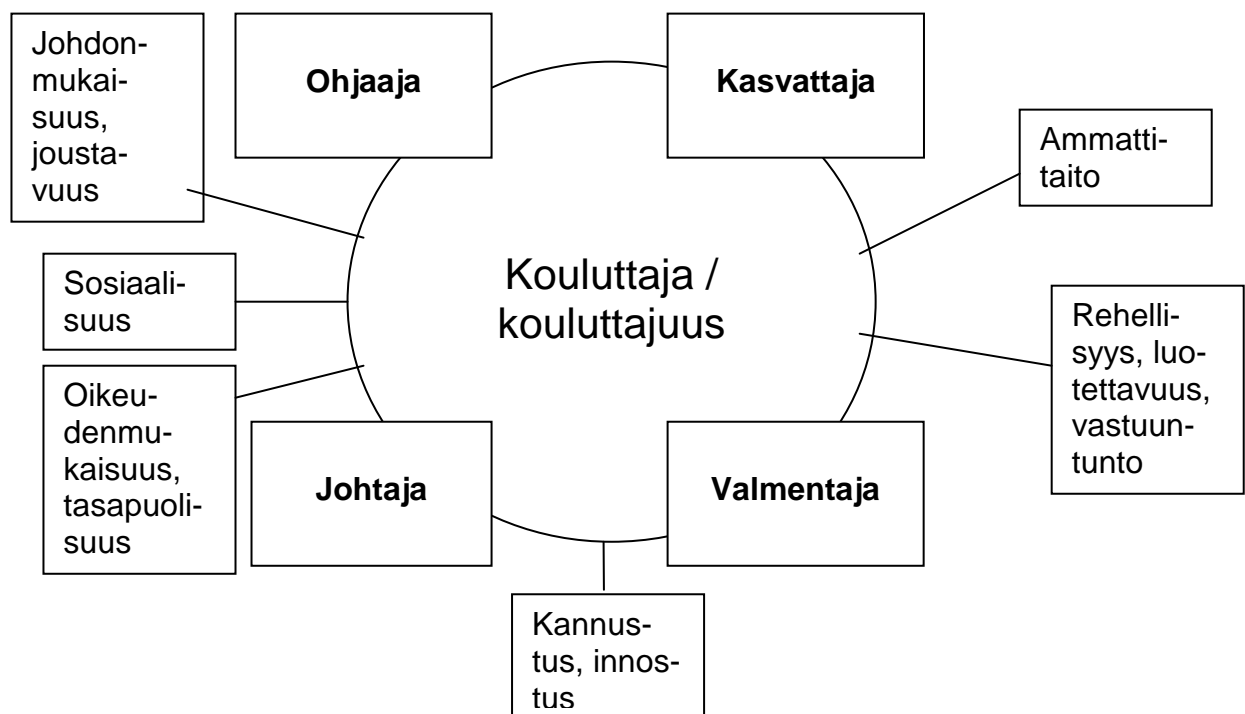 Johdon-
mukai-
suus,
jousta-
vuus
Ohjaaja
Kasvattaja
Ammatti-
taito
Sosiaali-
suus
Kouluttaja /
kouluttajuus
Rehelli-
syys, luo-
tettavuus,
vastuun-
tunto
Oikeu-
denmu-
kaisuus,
tasapuoli-
suus
Johtaja
Valmentaja
Kannus-
tus, innos-
tus